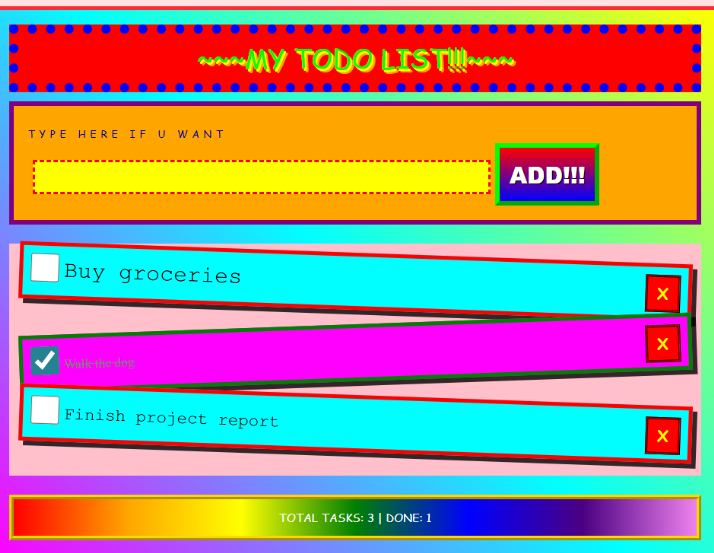 ~~~MY TODO LIST!!!~~~
TYPE HERE IF U WANT
ADD!!!
Buy groceries
X
Walk the dog
X
Finish project report
X
TOTAL TASKS: 3 | DONE: 1